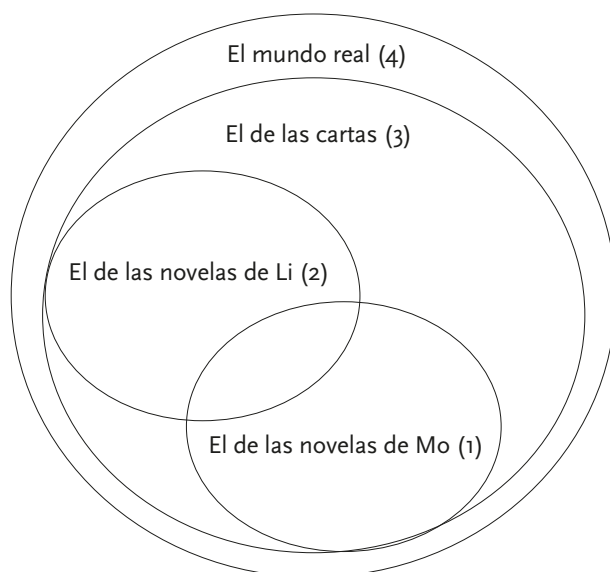 El mundo real (4)
El de las cartas (3)
El de las novelas de Li (2)
El de las novelas de Mo (1)